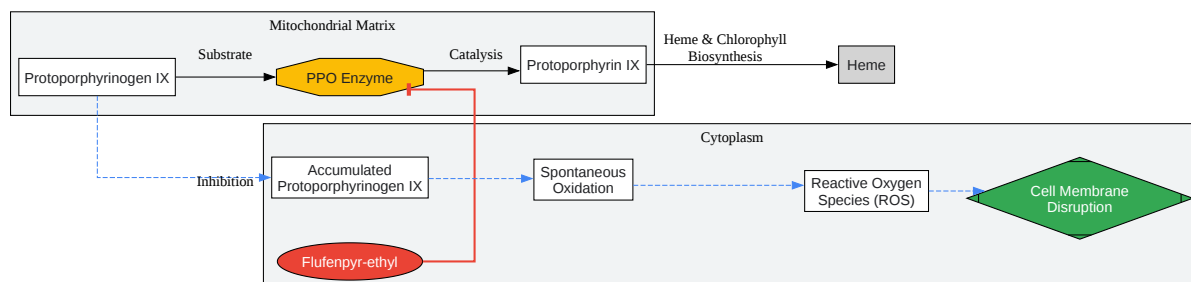 Mitochondrial Matrix
Protoporphyrinogen IX
Substrate
PPO Enzyme
Catalysis
Protoporphyrin IX
Heme & Chlorophyll
Biosynthesis
Heme
Cytoplasm
Inhibition
Accumulated
Protoporphyrinogen IX
Spontaneous
Oxidation
Reactive Oxygen
Species (ROS)
Cell Membrane
Disruption
Flufenpyr-ethyl